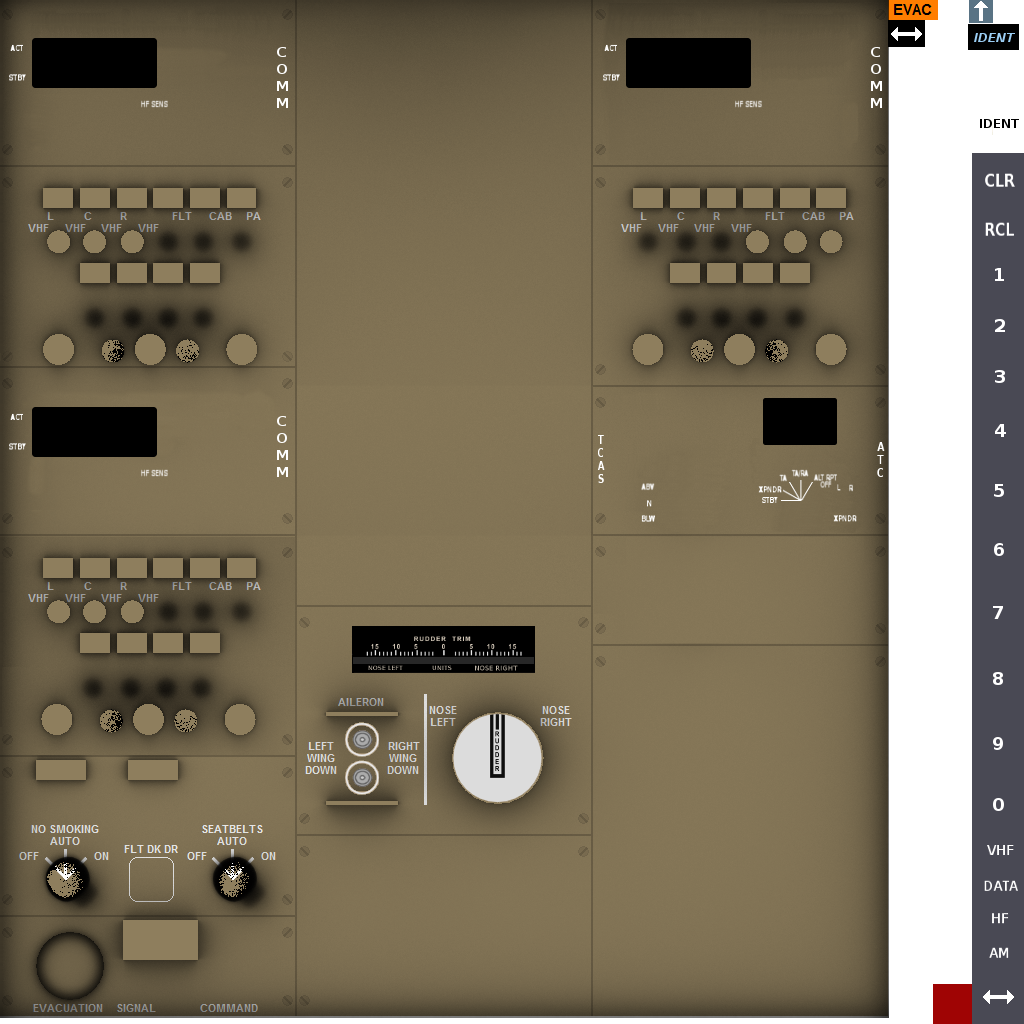 EVAC
IDENT
ACT
STBY
HF SENS
C
O
M
M
ACT
STBY
HF SENS
C
O
M
M
IDENT
CLR
RCL
1
2
3
4
5
6
7
8
9
0
VHF
DATA
HF
AM
L C R FLT CAB PA
VHF VHF VHF VHF
L C R FLT CAB PA
VHF VHF VHF VHF
ACT
STBY
HF SENS
C
O
M
M
T
C
A
S
A
T
C
ABV
N
BLW
TA/RA
TA
ALT RPT
OFF
L R
XPNDR
STBY
XPNDR
L C R FLT CAB PA
VHF VHF VHF VHF
RUDDER TRIM
15 10 5 0 5 10 15
NOSE LEFT UNITS NOSE RIGHT
AILERON
LEFT
WING
DOWN
RIGHT
WING
DOWN
NOSE
LEFT
NOSE
RIGHT
RUDDER
NO SMOKING
AUTO
OFF ON
FLT DK DR
SEATBELTS
AUTO
OFF ON
EVACUATION SIGNAL COMMAND